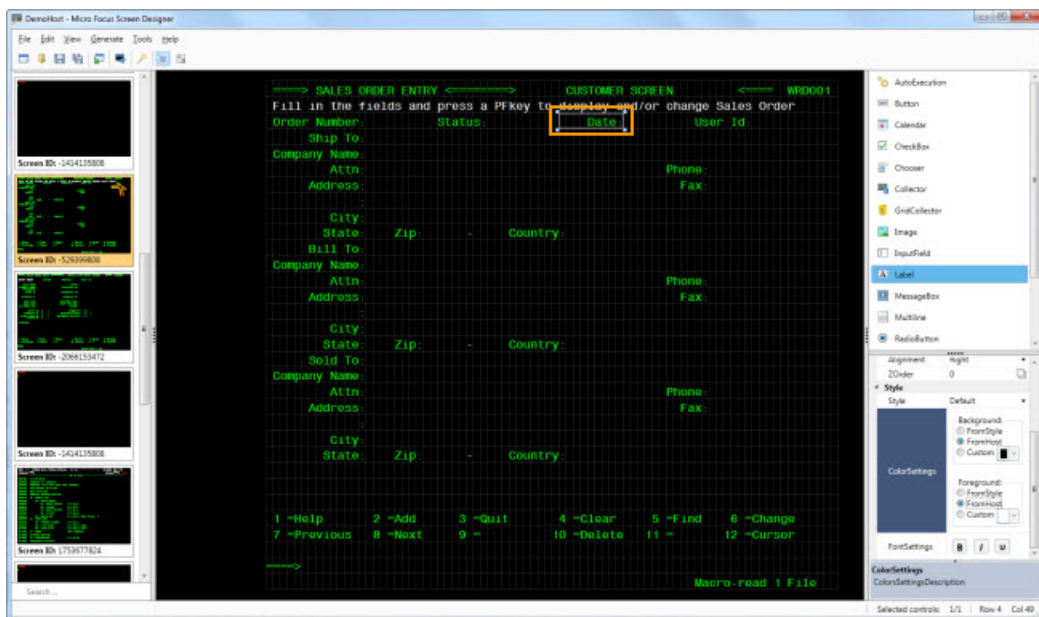 DemoHost - Micro Focus Screen Designer
File Edit View Generate Tools Help
Screen ID: -1414135808
Screen ID: -529399808
Screen ID: -2066153472
Screen ID: -1414135808
Screen ID: 1753677824
Search ...
====> SALES ORDER ENTRY <========> CUSTOMER SCREEN <==== WRD001
Fill in the fields and press a PFkey to display and/or change Sales Order
Order Number: Status: Date: User Id:
Ship To:
Company Name:
Attn: Phone:
Address: Fax:
:
City:
State: Zip: - Country:
Bill To:
Company Name:
Attn: Phone:
Address: Fax:
:
City:
State: Zip: - Country:
Sold To:
Company Name:
Attn: Phone:
Address: Fax:
:
City:
State: Zip: - Country:
1 =Help 2 =Add 3 =Quit 4 =Clear 5 =Find 6 =Change
7 =Previous 8 =Next 9 = 10 =Delete 11 = 12 =Cursor
====>
Macro-read 1 File
AutoExecution
Button
Calendar
CheckBox
Chooser
Collector
GridCollector
Image
InputField
Label
MessageBox
Multiline
RadioButton
Alignment Right
ZOrder 0
Style
Style Default
ColorSettings
Background:
FromStyle
FromHost
Custom
Foreground:
FromStyle
FromHost
Custom
FontSettings B I U
ColorSettings
ColorsSettingsDescription
Selected controls: 1/1 Row 4 Col 49